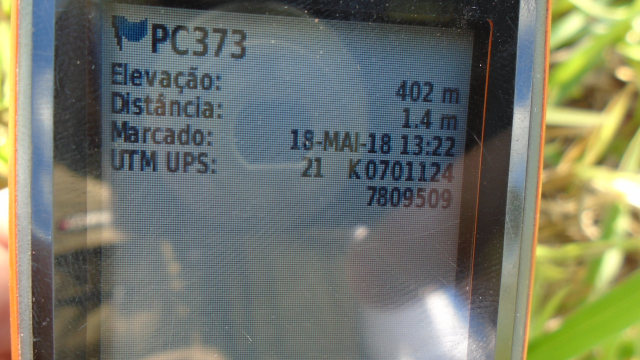 PC373
Elevação: 402 m
Distância: 1.4 m
Marcado: 18-MAI-18 13:22
UTM UPS: 21 K0701124
7809509